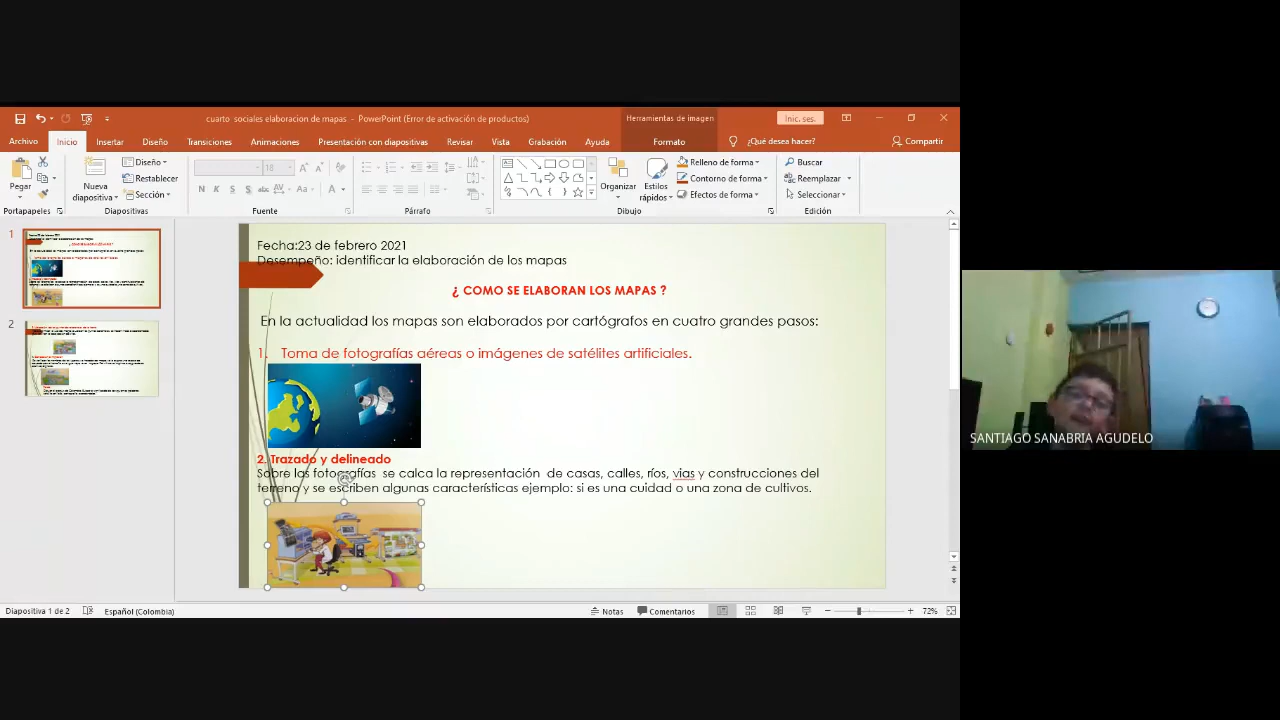 cuarto sociales elaboracion de mapas - PowerPoint (Error de activación de productos)
Herramientas de imagen
Inic. ses.
Archivo Inicio Insertar Diseño Transiciones Animaciones Presentación con diapositivas Revisar Vista Grabación Ayuda Formato ¿Qué desea hacer? Compartir
Pegar
Nueva diapositiva
Diseño
Restablecer
Sección
18
N K S S abc AV Aa A
Organizar
Estilos rápidos
Relleno de forma
Contorno de forma
Efectos de forma
Buscar
Reemplazar
Seleccionar
Portapapeles Diapositivas Fuente Párrafo Dibujo Edición
1
2
Fecha:23 de febrero 2021
Desempeño: identificar la elaboración de los mapas
¿ COMO SE ELABORAN LOS MAPAS ?
En la actualidad los mapas son elaborados por cartógrafos en cuatro grandes pasos:
1. Toma de fotografías aéreas o imágenes de satélites artificiales.
2. Trazado y delineado
Sobre las fotografías se calca la representación de casas, calles, ríos, vias y construcciones del
terreno y se escriben algunas características ejemplo: si es una cuidad o una zona de cultivos.
SANTIAGO SANABRIA AGUDELO
Diapositiva 1 de 2 Español (Colombia) Notas Comentarios 72%